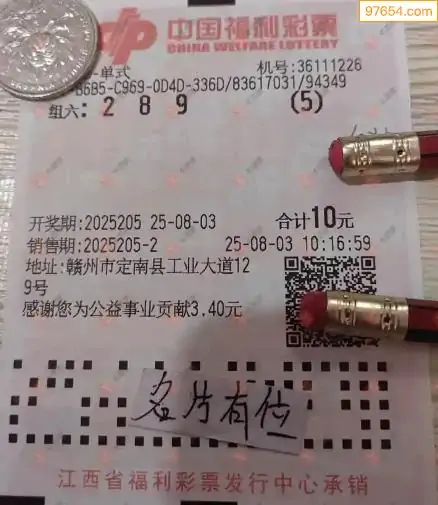 97654.com
中国福利彩票
CHINA WELFARE LOTTERY
单式 机号:36111226
B6B5-C969-0D4D-336D/83617031/94349
组六: 2 8 9 (5)
开奖期:2025205 25-08-03 合计10元
销售期:2025205-2 25-08-03 10:16:59
地址:赣州市定南县工业大道12
9号
感谢您为公益事业贡献3.40元
名片有位
江西省福利彩票发行中心承销